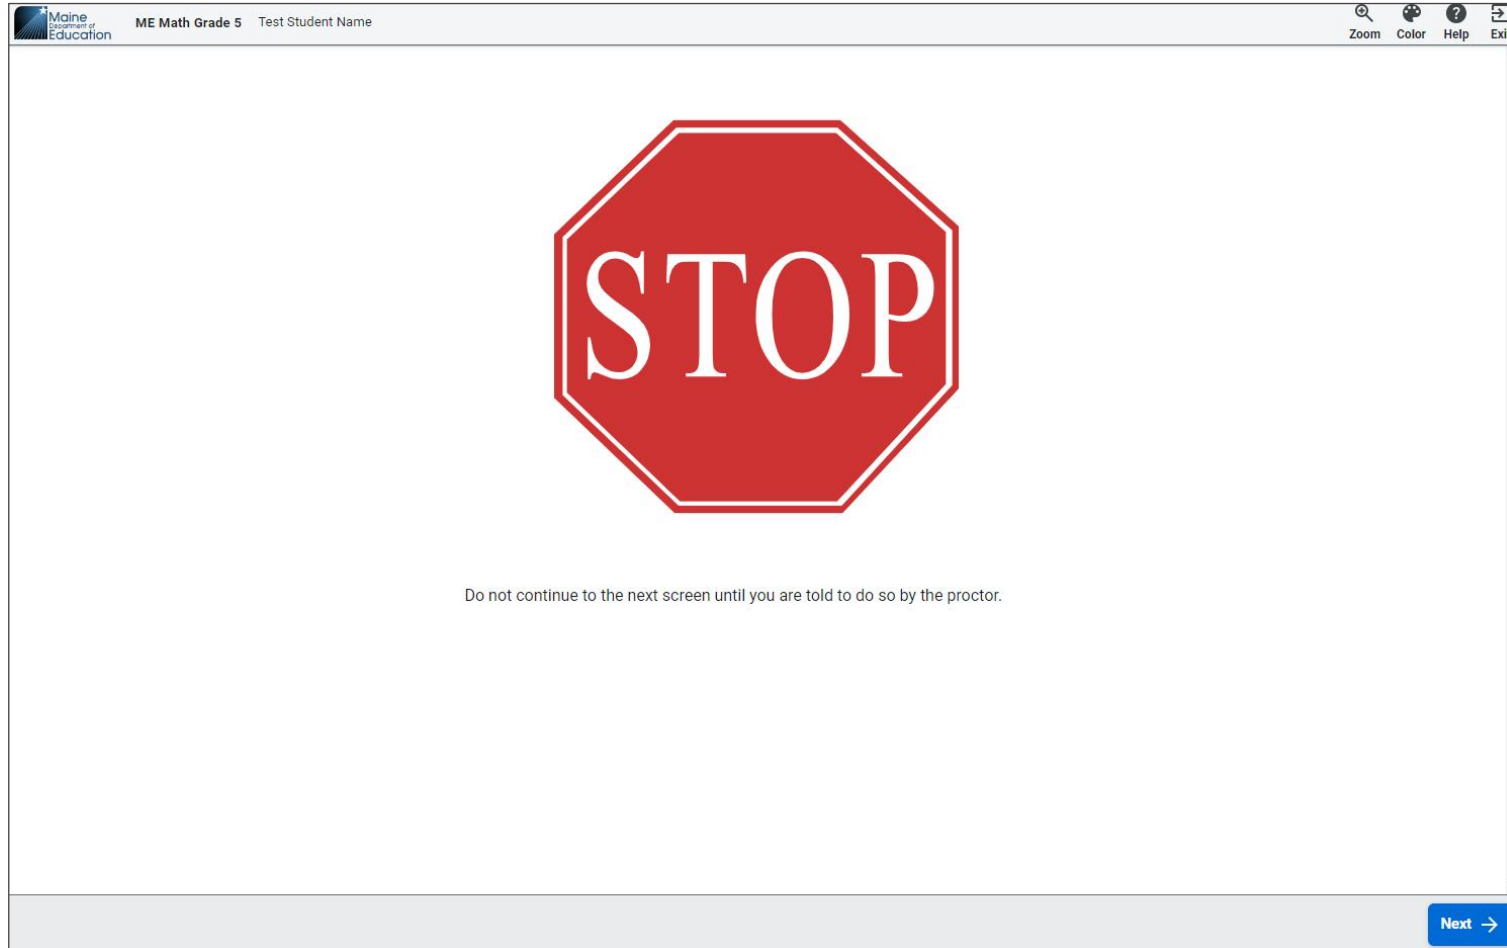 Maine
Department of
Education
ME Math Grade 5 Test Student Name
Zoom Color Help Exi
STOP
Do not continue to the next screen until you are told to do so by the proctor.
Next